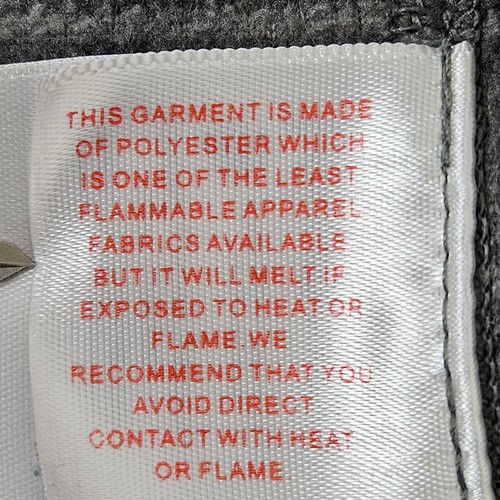 THIS GARMENT IS MADE
OF POLYESTER WHICH
IS ONE OF THE LEAST
FLAMMABLE APPAREL
FABRICS AVAILABLE
BUT IT WILL MELT IF
EXPOSED TO HEAT OR
FLAME. WE
RECOMMEND THAT YOU
AVOID DIRECT
CONTACT WITH HEAT
OR FLAME